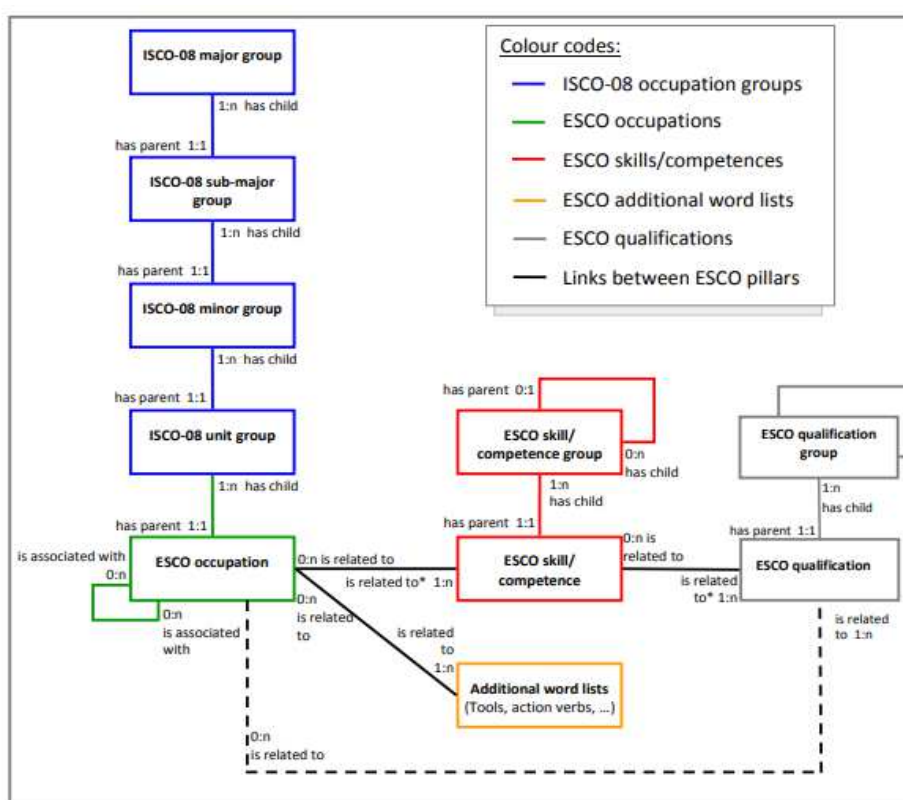 Colour codes:
ISCO-08 occupation groups
ESCO occupations
ESCO skills/competences
ESCO additional word lists
ESCO qualifications
Links between ESCO pillars
ISCO-08 major group
1:n has child
has parent 1:1
ISCO-08 sub-major
group
1:n has child
has parent 1:1
ISCO-08 minor group
1:n has child
has parent 1:1
ISCO-08 unit group
1:n has child
has parent 1:1
ESCO occupation
is associated with
0:n
0:n
is associated
with
has parent 0:1
ESCO skill/
competence group
0:n
has child
1:n
has child
has parent 1:1
ESCO skill/
competence
ESCO qualification
group
1:n
has child
has parent 1:1
ESCO qualification
0:n is related to
is related to* 1:n
0:n is
related to
is related
to* 1:n
0:n
is related
to
is related
to
1:n
Additional word lists
(Tools, action verbs, ...)
is related
to 1:n
0:n
is related to